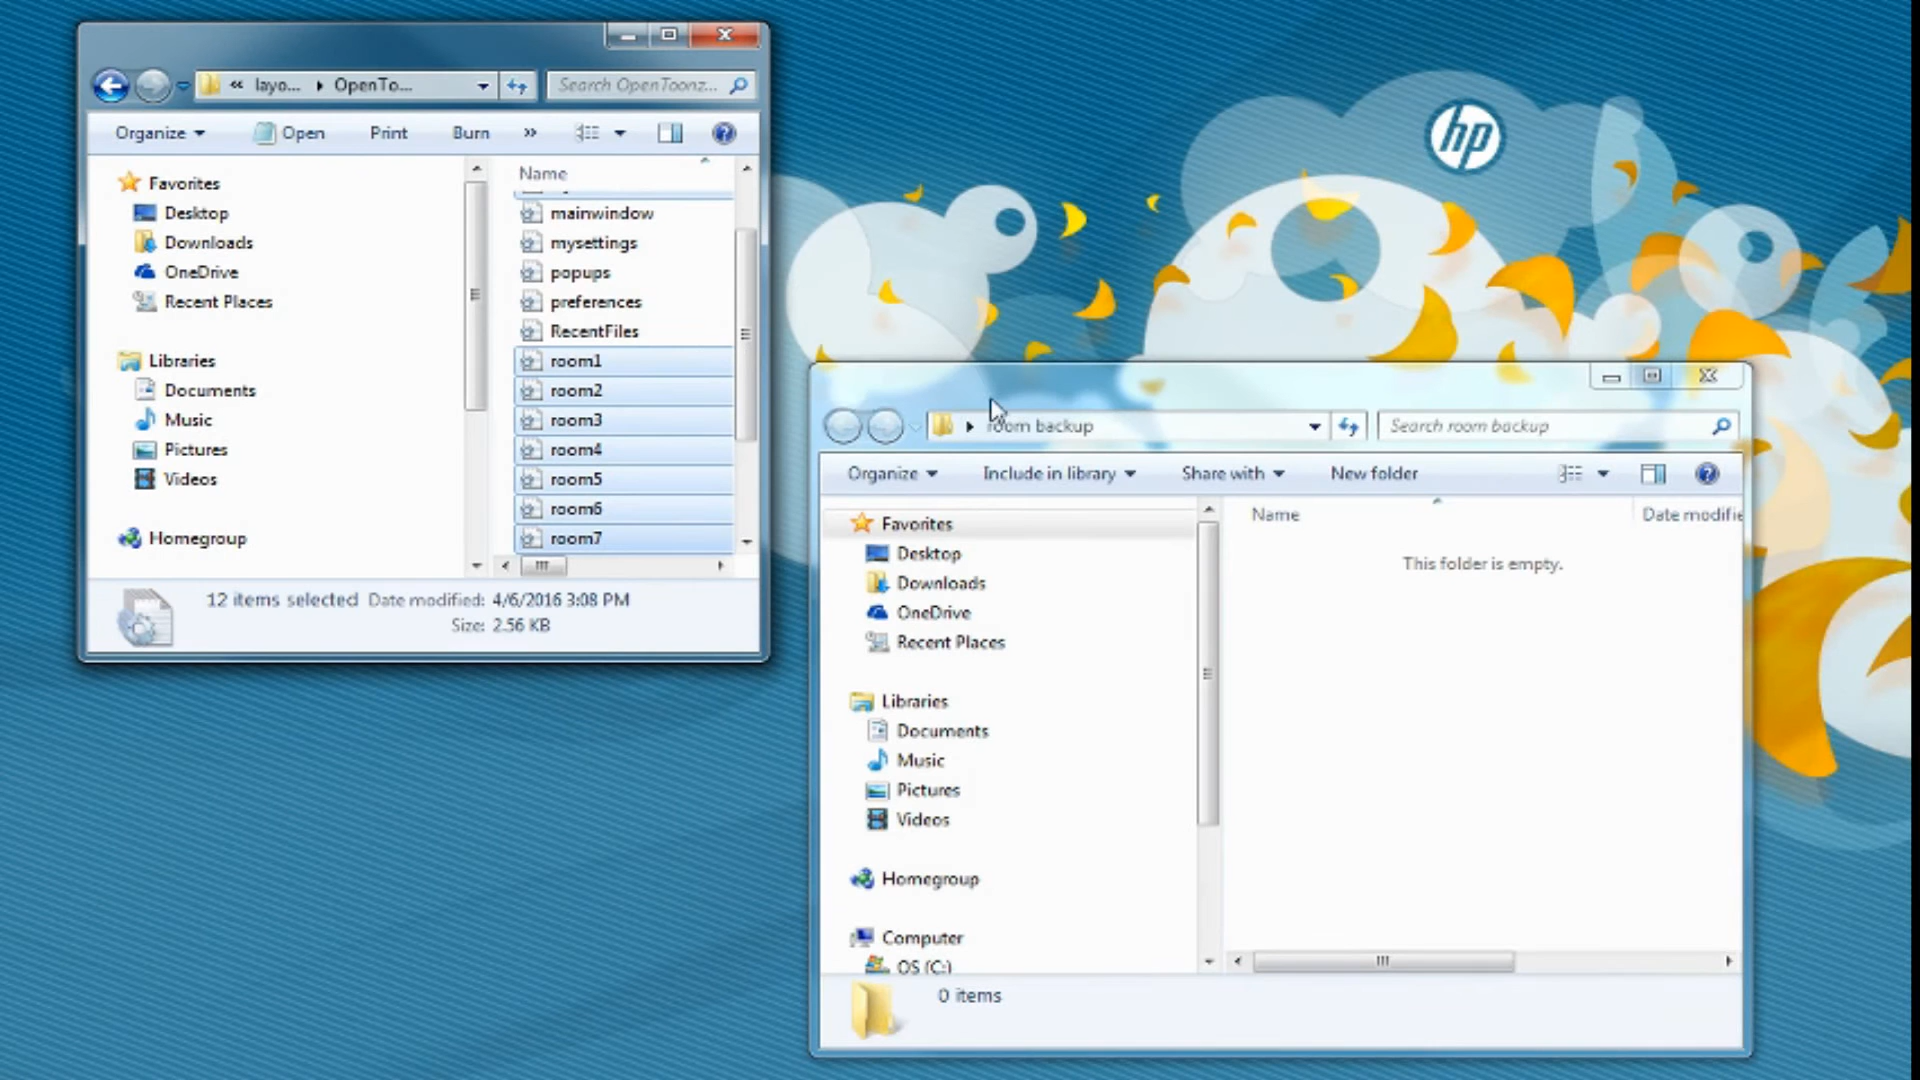 « layo... ▸ OpenTo...
Search OpenToonz...
Organize
Open
Print
Burn
»
Name
Favorites
Desktop
Downloads
OneDrive
Recent Places
Libraries
Documents
Music
Pictures
Videos
Homegroup
mainwindow
mysettings
popups
preferences
RecentFiles
room1
room2
room3
room4
room5
room6
room7
12 items selected Date modified: 4/6/2016 3:08 PM
Size: 2.56 KB
hp
room backup
Search room backup
Organize
Include in library
Share with
New folder
Favorites
Desktop
Downloads
OneDrive
Recent Places
Libraries
Documents
Music
Pictures
Videos
Homegroup
Computer
OS (C:)
Name
Date modifie
This folder is empty.
0 items